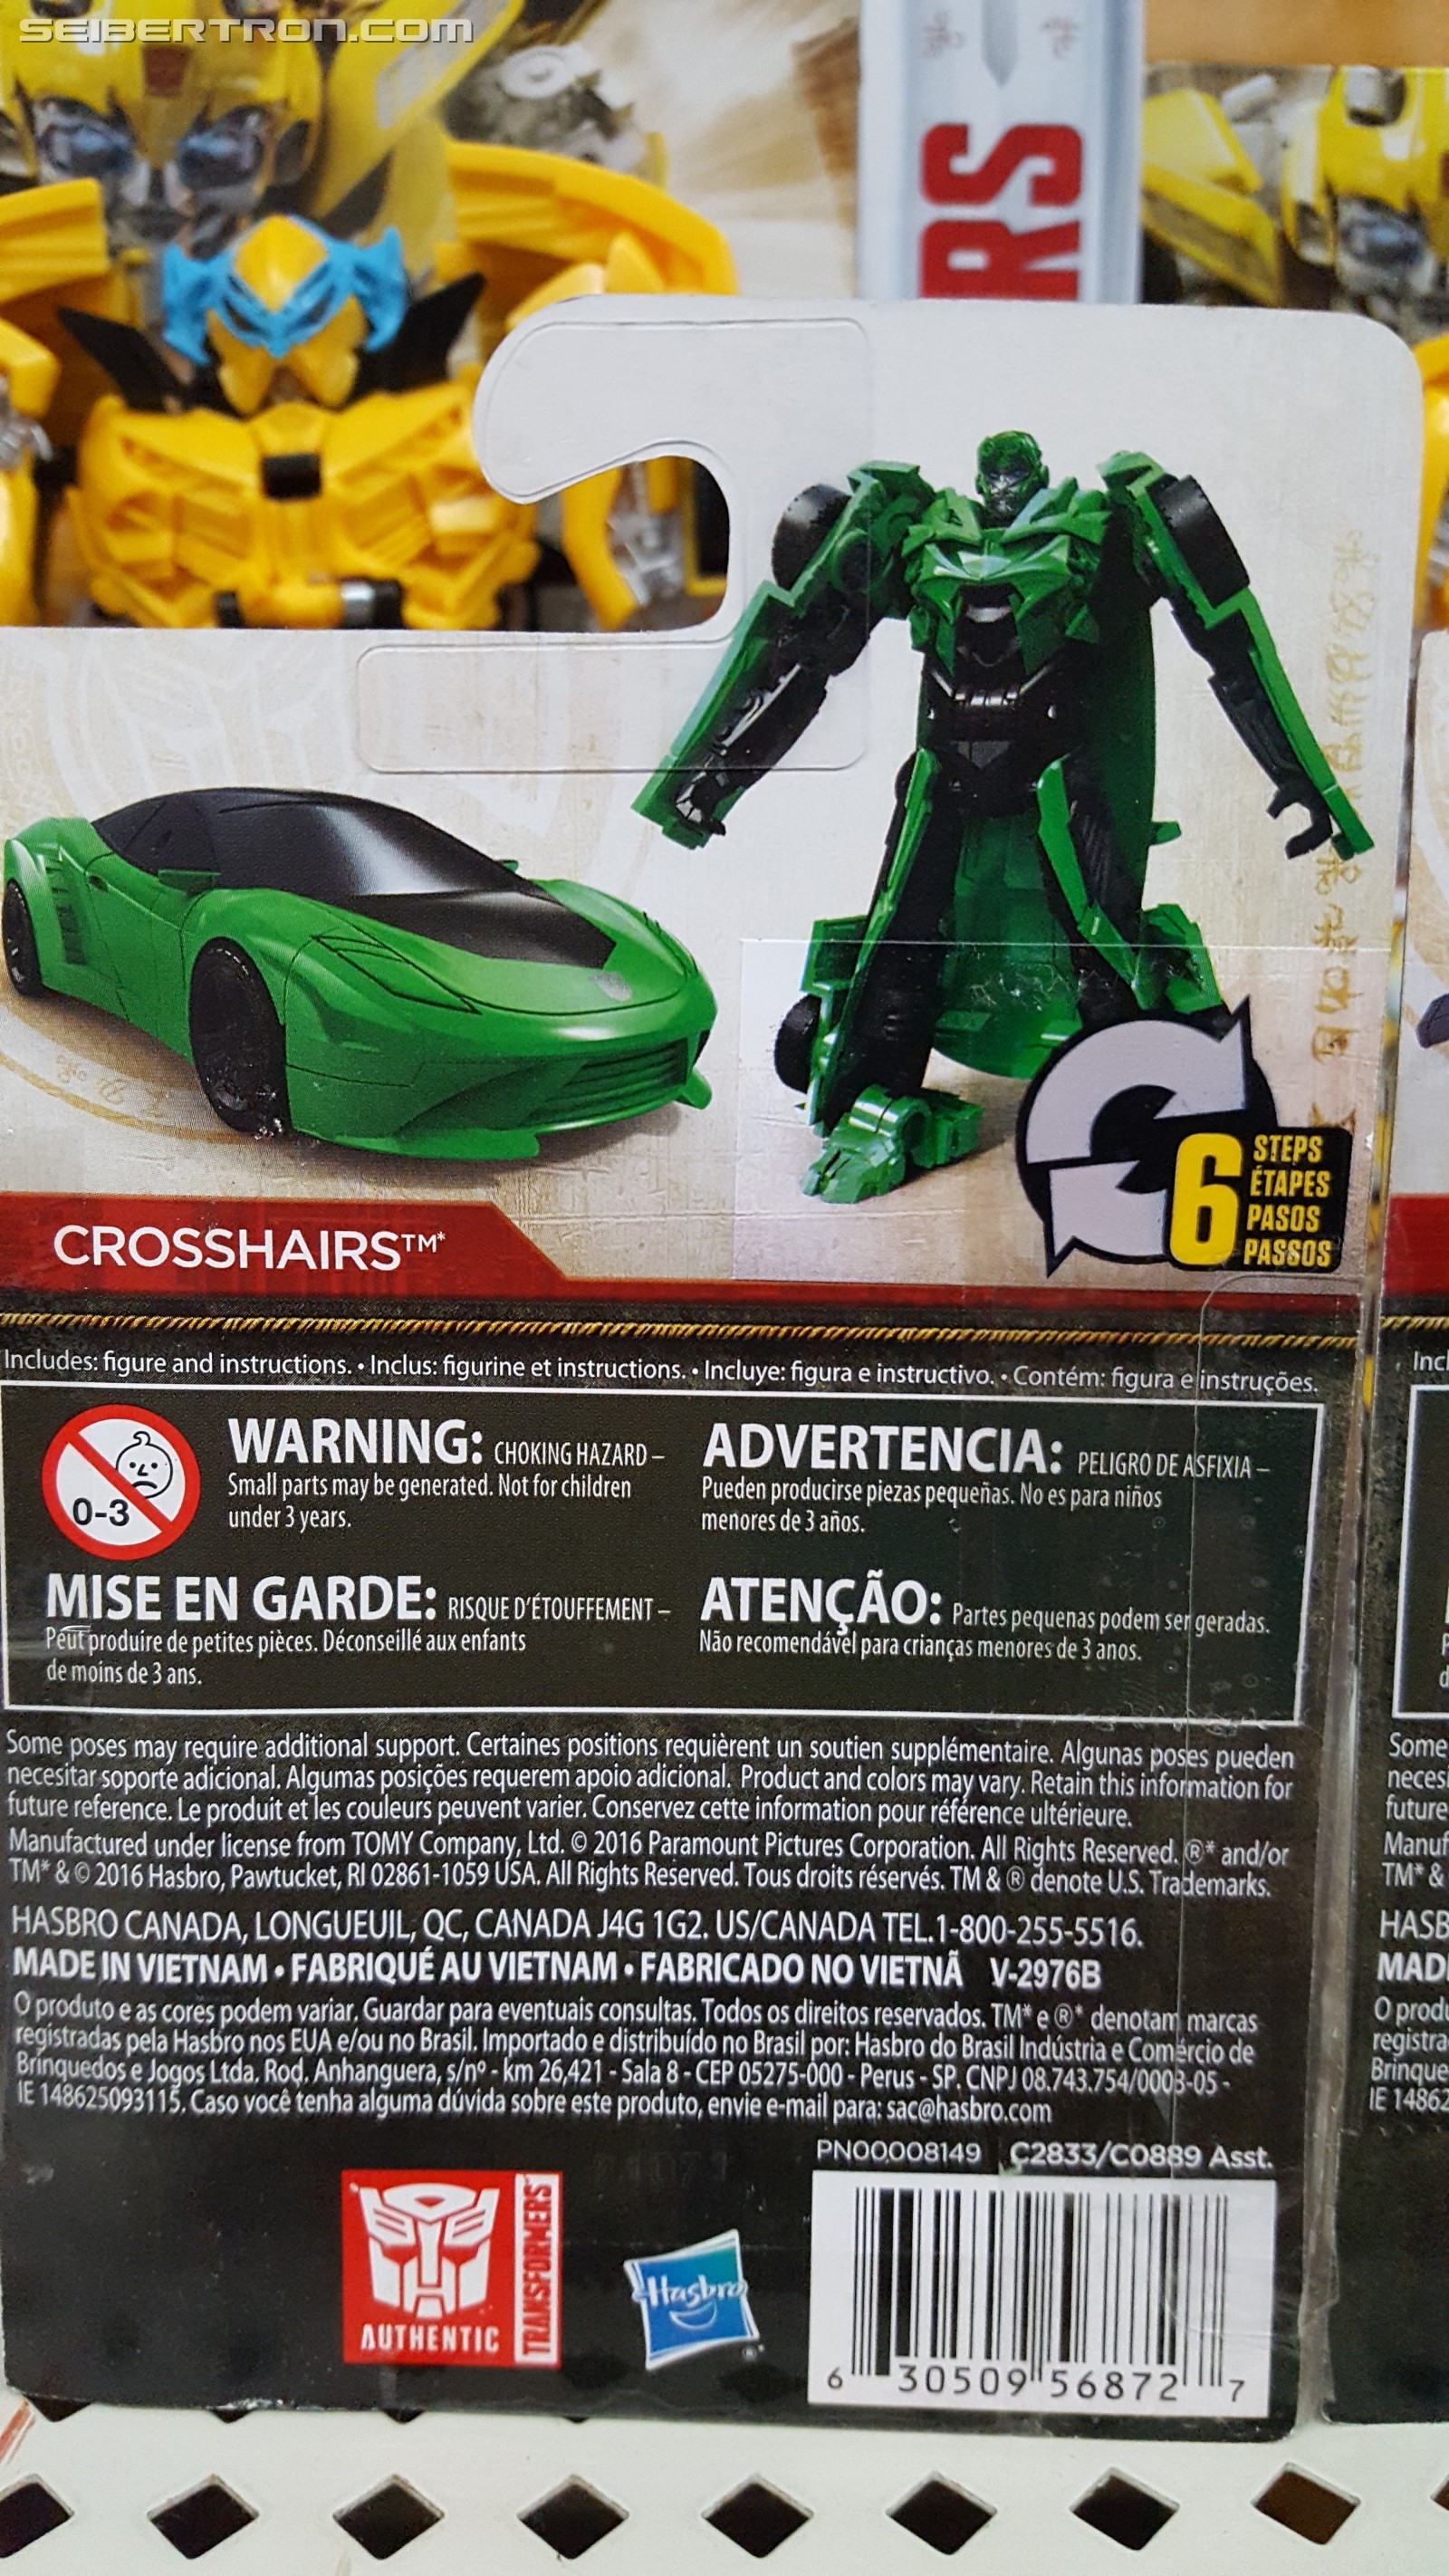 SEIBERTRON.COM
RS
6
STEPS
ÉTAPES
PASOS
PASSOS
CROSSHAIRS™*
Includes: figure and instructions. • Inclus: figurine et instructions. • Incluye: figura e instructivo. • Contém: figura e instruções.
0-3
WARNING: CHOKING HAZARD –
Small parts may be generated. Not for children
under 3 years.
ADVERTENCIA: PELIGRO DE ASFIXIA –
Pueden producirse piezas pequeñas. No es para niños
menores de 3 años.
MISE EN GARDE: RISQUE D'ÉTOUFFEMENT –
Peut produire de petites pièces. Déconseillé aux enfants
de moins de 3 ans.
ATENÇÃO: Partes pequenas podem ser geradas.
Não recomendável para crianças menores de 3 anos.
Some poses may require additional support. Certaines positions requièrent un soutien supplémentaire. Algunas poses pueden
necesitar soporte adicional. Algumas posições requerem apoio adicional. Product and colors may vary. Retain this information for
future reference. Le produit et les couleurs peuvent varier. Conservez cette information pour référence ultérieure.
Manufactured under license from TOMY Company, Ltd. © 2016 Paramount Pictures Corporation. All Rights Reserved. ®* and/or
TM* & © 2016 Hasbro, Pawtucket, RI 02861-1059 USA. All Rights Reserved. Tous droits réservés. TM & ® denote U.S. Trademarks.
HASBRO CANADA, LONGUEUIL, QC, CANADA J4G 1G2. US/CANADA TEL.1-800-255-5516.
MADE IN VIETNAM • FABRIQUÉ AU VIETNAM • FABRICADO NO VIETNÃ V-2976B
O produto e as cores podem variar. Guardar para eventuais consultas. Todos os direitos reservados. TM* e ®* denotam marcas
registradas pela Hasbro nos EUA e/ou no Brasil. Importado e distribuído no Brasil por: Hasbro do Brasil Indústria e Comércio de
Brinquedos e Jogos Ltda. Rod. Anhanguera, s/nº - km 26,421 - Sala 8 - CEP 05275-000 - Perus - SP. CNPJ 08.743.754/0003-05 -
IE 148625093115. Caso você tenha alguma dúvida sobre este produto, envie e-mail para: sac@hasbro.com
PN00008149 C2833/C0889 Asst.
AUTHENTIC
TRANSFORMERS
Hasbro
6 30509 56872 7
Incl
Some
neces
future
Manuf
TM* &
HASB
MAD
O produ
registra
Brinque
IE 14862